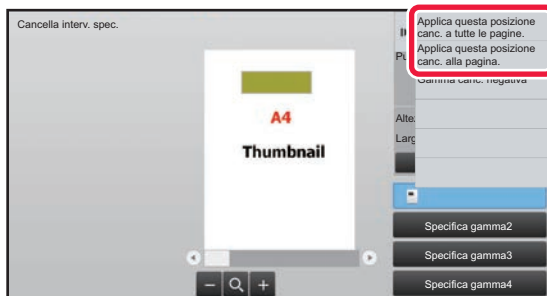 Cancella interv. spec.
Applica questa posizione
canc. a tutte le pagine.
Applica questa posizione
canc. alla pagina.
Gamma canc. negativa
A4
Thumbnail
Specifica gamma2
Specifica gamma3
Specifica gamma4